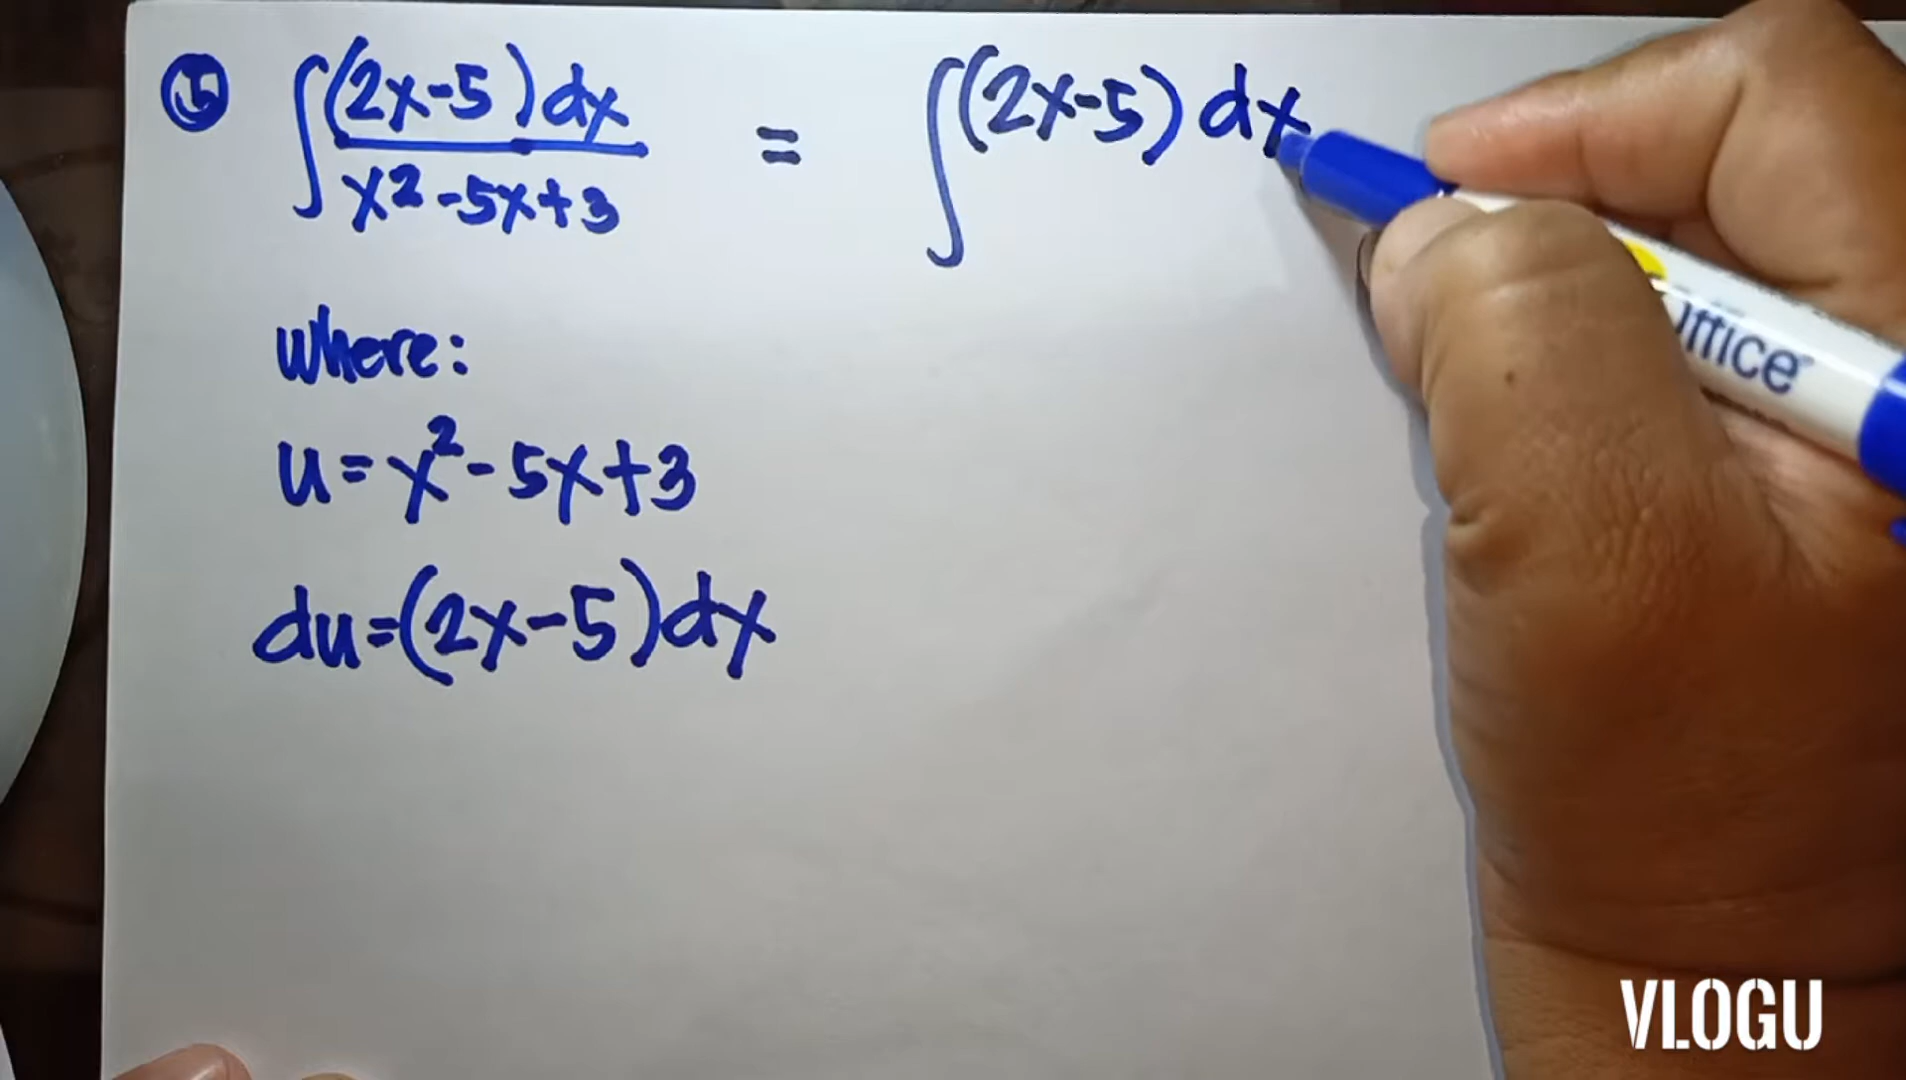 ⑤ ∫(2x-5)dx/x²-5x+3 = ∫(2x-5) dx
where:
u=x²-5x+3
du=(2x-5)dx
ffice
VLOGU